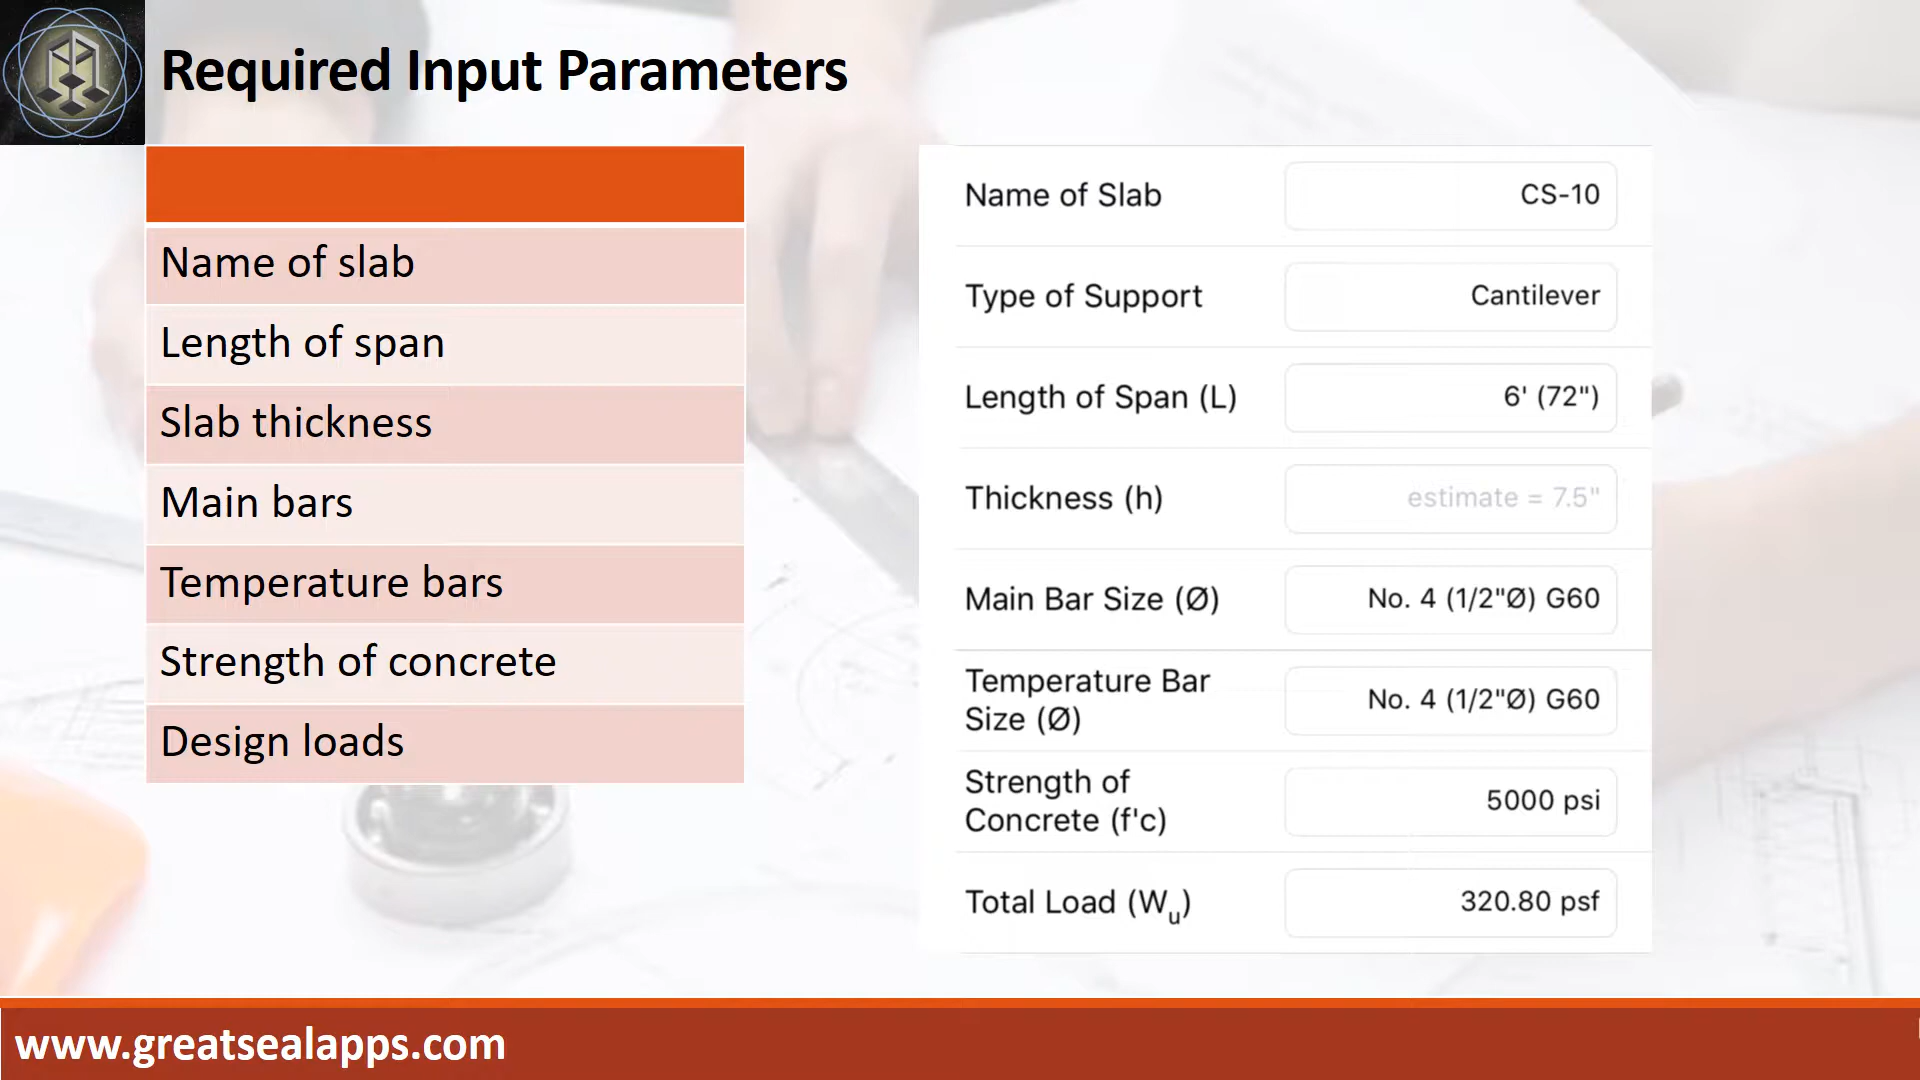 Required Input Parameters
Name of slab
Length of span
Slab thickness
Main bars
Temperature bars
Strength of concrete
Design loads
Name of Slab CS-10
Type of Support Cantilever
Length of Span (L) 6' (72")
Thickness (h) estimate = 7.5"
Main Bar Size (Ø) No. 4 (1/2"Ø) G60
Temperature Bar
Size (Ø) No. 4 (1/2"Ø) G60
Strength of
Concrete (f'c) 5000 psi
Total Load (Wu) 320.80 psf
www.greatsealapps.com